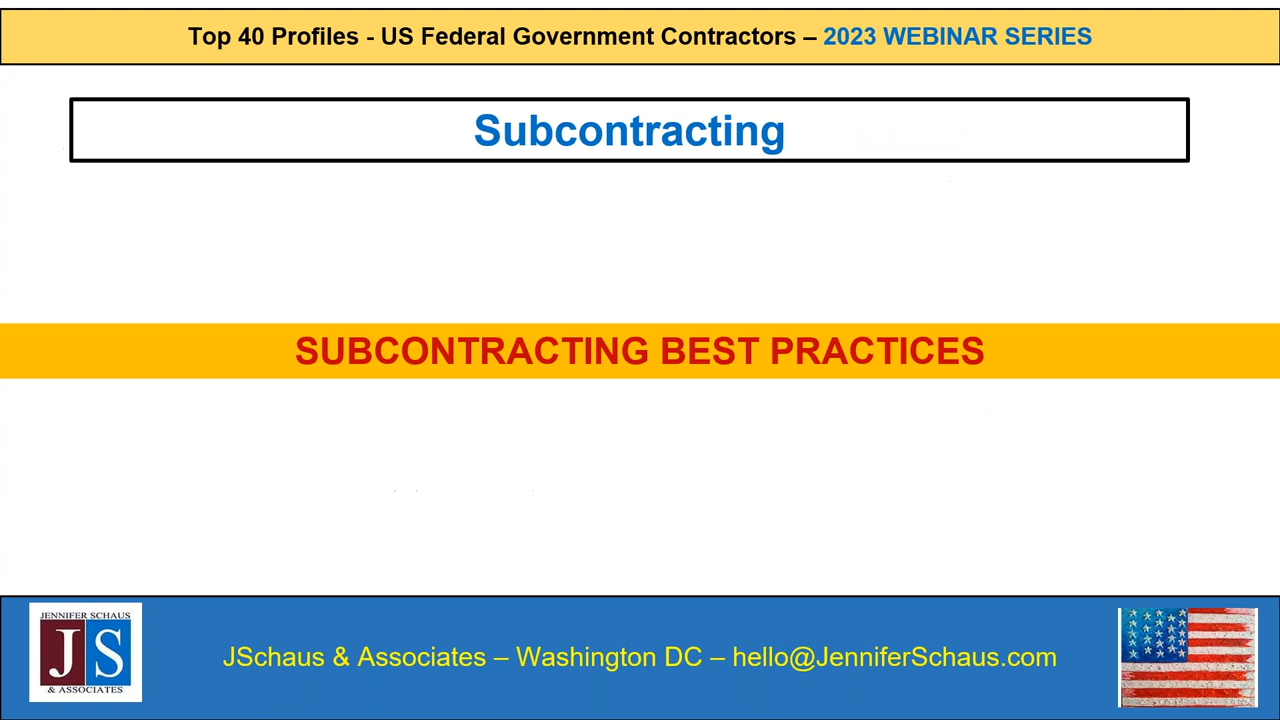 Top 40 Profiles - US Federal Government Contractors – 2023 WEBINAR SERIES
Subcontracting
SUBCONTRACTING BEST PRACTICES
JENNIFER SCHAUS
JS
& ASSOCIATES
JSchaus & Associates – Washington DC – hello@JenniferSchaus.com